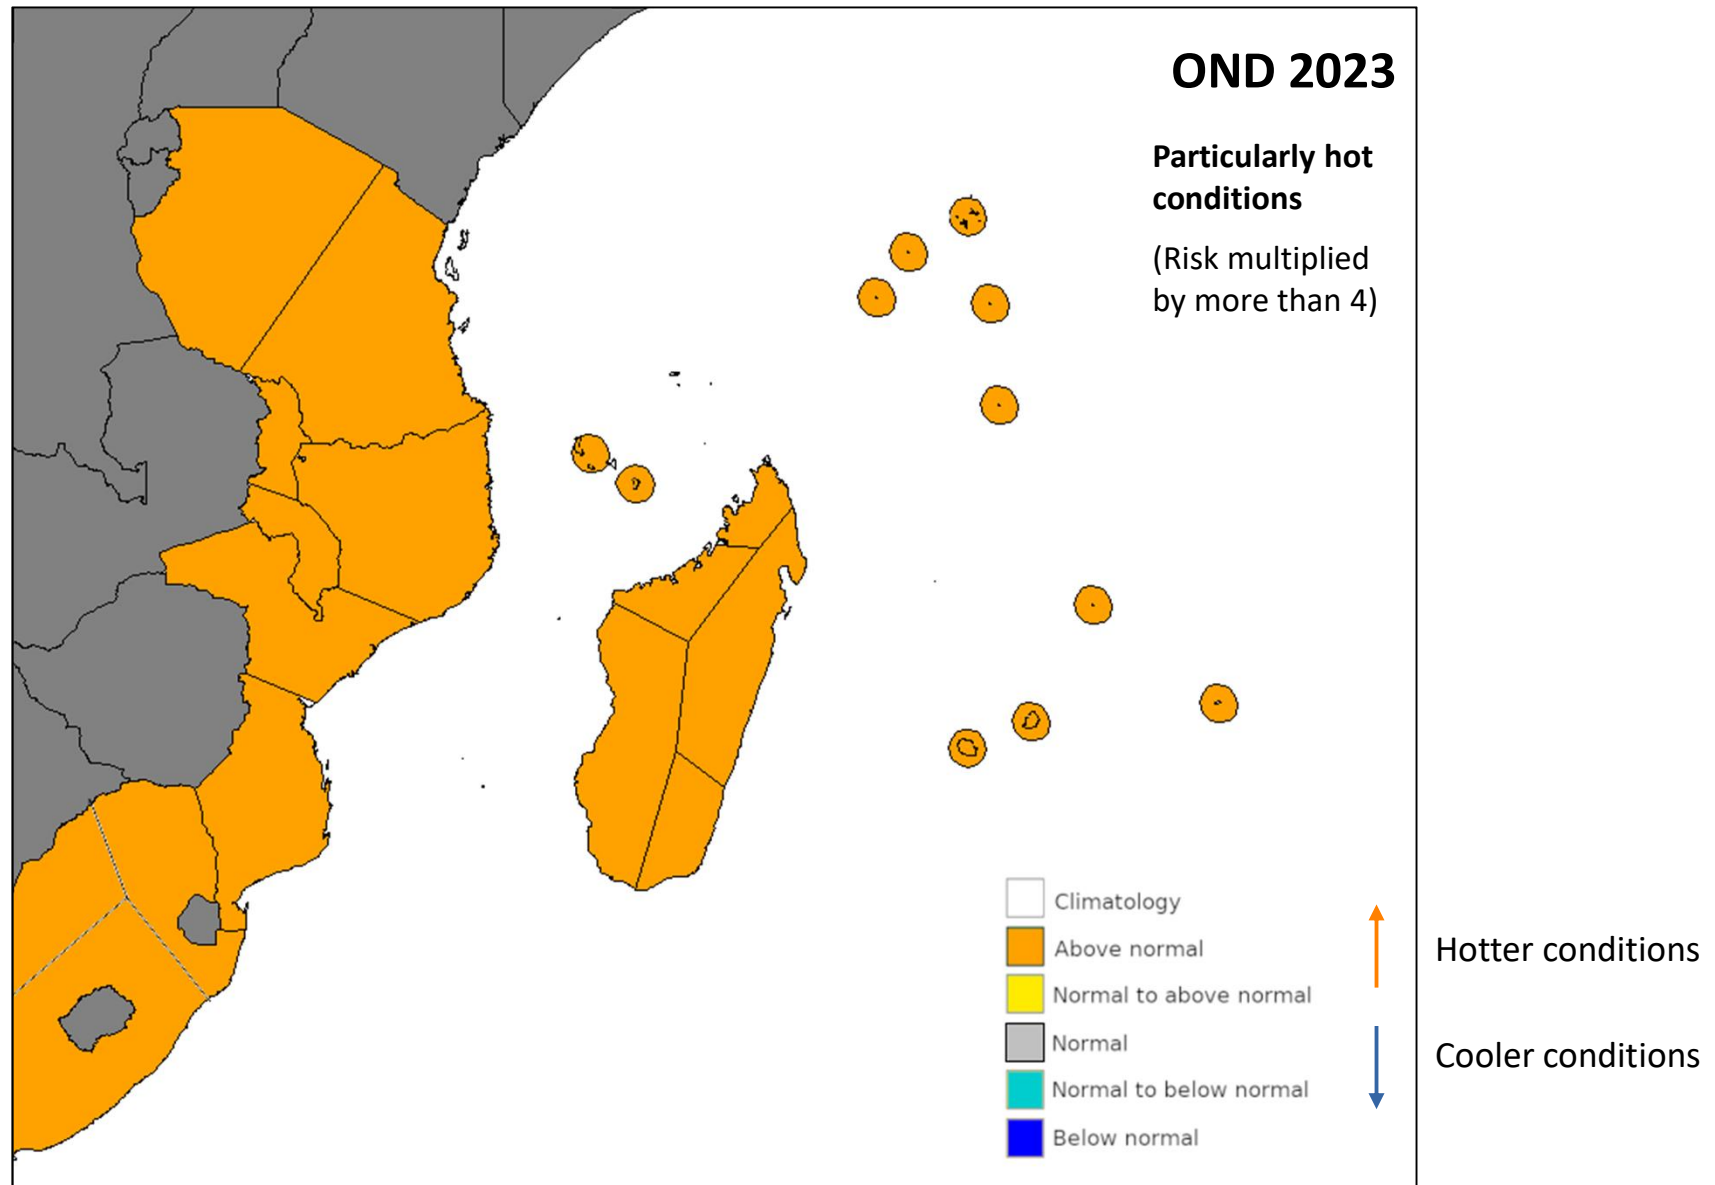 OND 2023
Particularly hot
conditions
(Risk multiplied
by more than 4)
Climatology
Above normal
Normal to above normal
Normal
Normal to below normal
Below normal
Hotter conditions
Cooler conditions